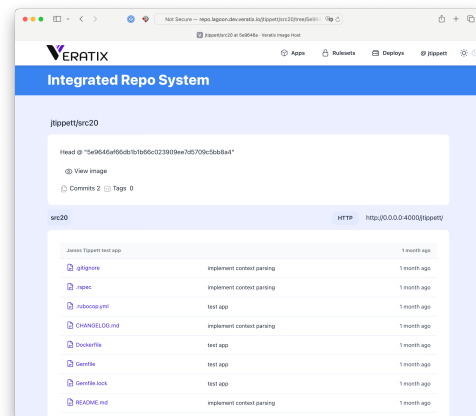 Not Secure — repo.lagoon.dev.veratix.io/jtippett/src20/tree/5e964
jtippett/src20 at 5e9646a · Veratix Image Host
VERATIX
Apps
Rulesets
Deploys
@ jtippett
Integrated Repo System
jtippett/src20
Head @ "5e9646af66db1b1b66c023909ee7d5709c5bb8a4"
View image
Commits 2 Tags 0
src20 HTTP http://0.0.0.0:4000/jtippett/
James Tippett test app 1 month ago
.gitignore implement context parsing 1 month ago
.rspec implement context parsing 1 month ago
.rubocop.yml test app 1 month ago
CHANGELOG.md implement context parsing 1 month ago
Dockerfile test app 1 month ago
Gemfile test app 1 month ago
Gemfile.lock test app 1 month ago
README.md implement context parsing 1 month ago